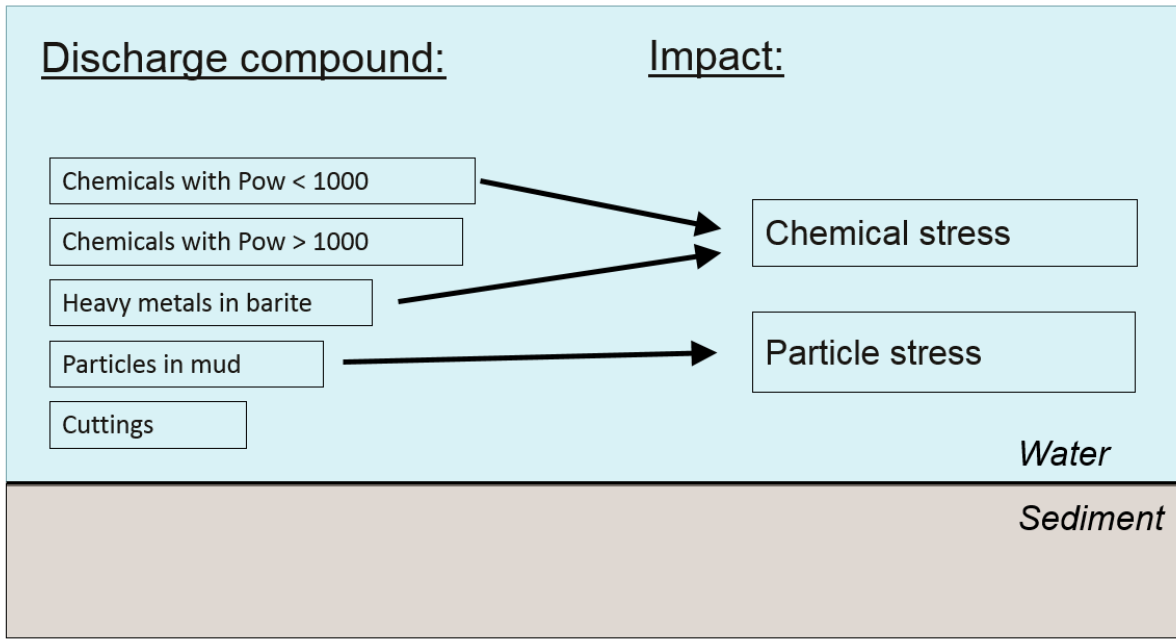 Discharge compound:
Impact:
Chemicals with Pow < 1000
Chemicals with Pow > 1000
Heavy metals in barite
Particles in mud
Cuttings
Chemical stress
Particle stress
Water
Sediment